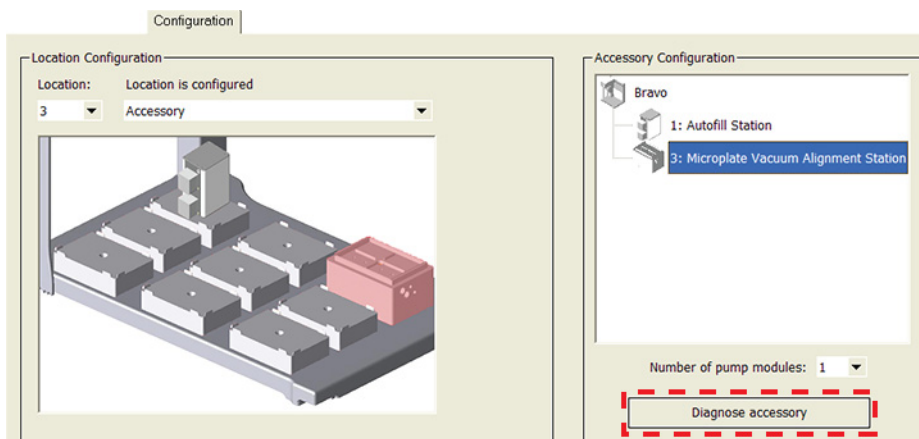 Configuration
Location Configuration
Location:
Location is configured
3
Accessory
Accessory Configuration
Bravo
1: Autofill Station
3: Microplate Vacuum Alignment Station
Number of pump modules: 1
Diagnose accessory